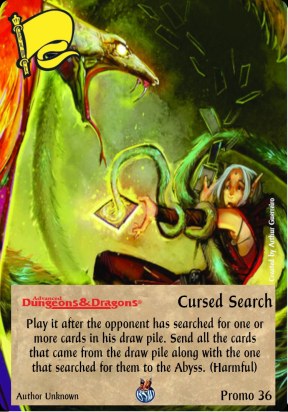 Created by Arthur Guerreiro
Advanced
Dungeons&Dragons®
Cursed Search
Play it after the opponent has searched for one or
more cards in his draw pile. Send all the cards
that came from the draw pile along with the one
that searched for them to the Abyss. (Harmful)
Author Unknown
Promo 36